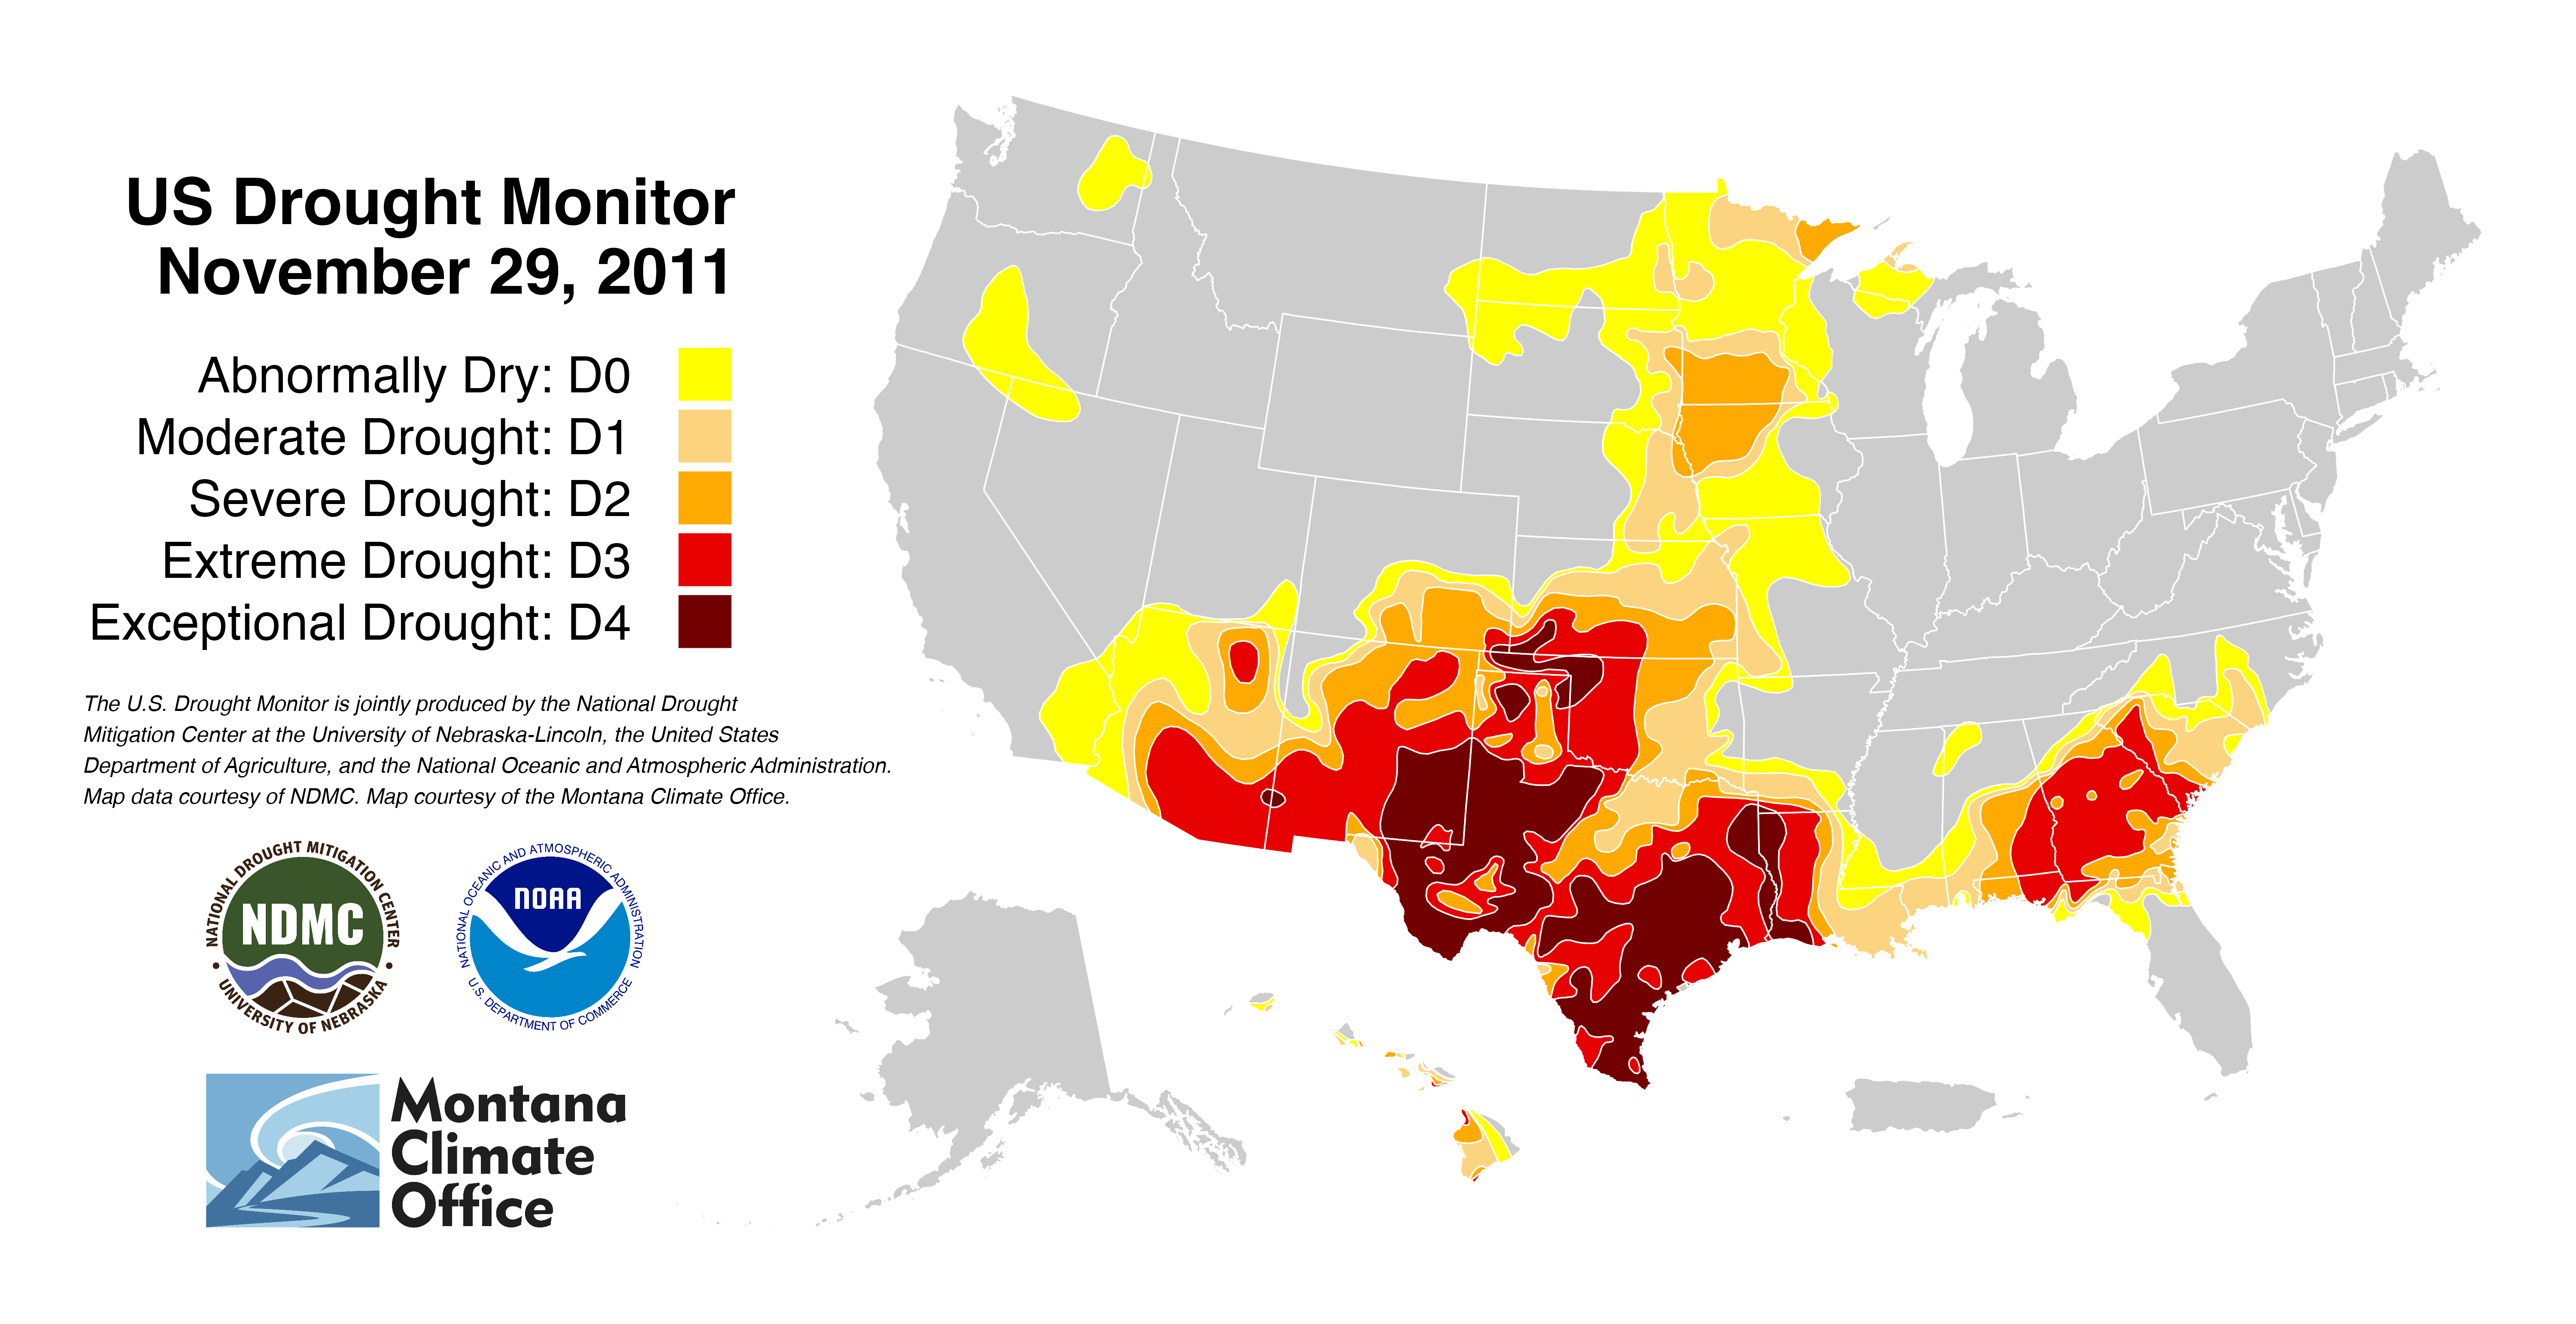 US Drought Monitor
November 29, 2011
Abnormally Dry: D0
Moderate Drought: D1
Severe Drought: D2
Extreme Drought: D3
Exceptional Drought: D4
The U.S. Drought Monitor is jointly produced by the National Drought
Mitigation Center at the University of Nebraska-Lincoln, the United States
Department of Agriculture, and the National Oceanic and Atmospheric Administration.
Map data courtesy of NDMC. Map courtesy of the Montana Climate Office.
NATIONAL DROUGHT MITIGATION CENTER
NDMC
UNIVERSITY OF NEBRASKA
NATIONAL OCEANIC AND ATMOSPHERIC ADMINISTRATION
NOAA
U.S. DEPARTMENT OF COMMERCE
Montana
Climate
Office